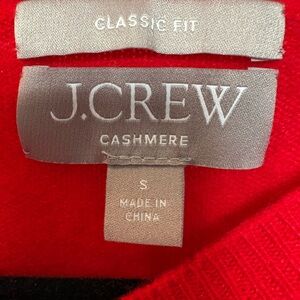 CLASSIC FIT
J.CREW
CASHMERE
S
MADE IN
CHINA